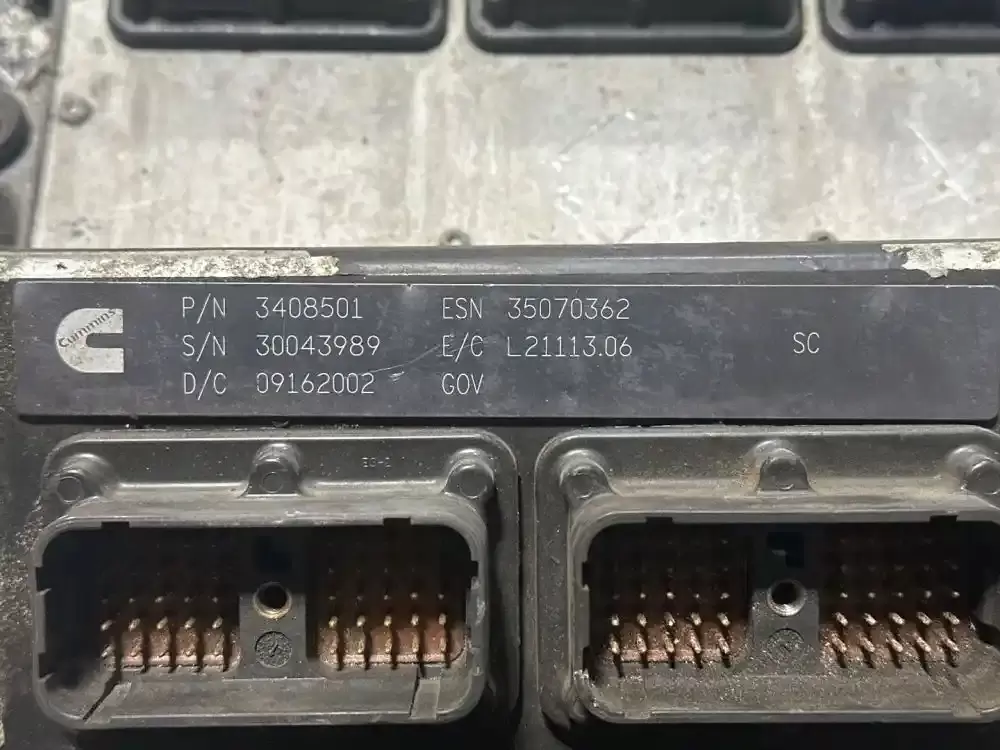 Cummins
P/N 3408501 ESN 35070362
S/N 30043989 E/C L21113.06 SC
D/C 09162002 GOV